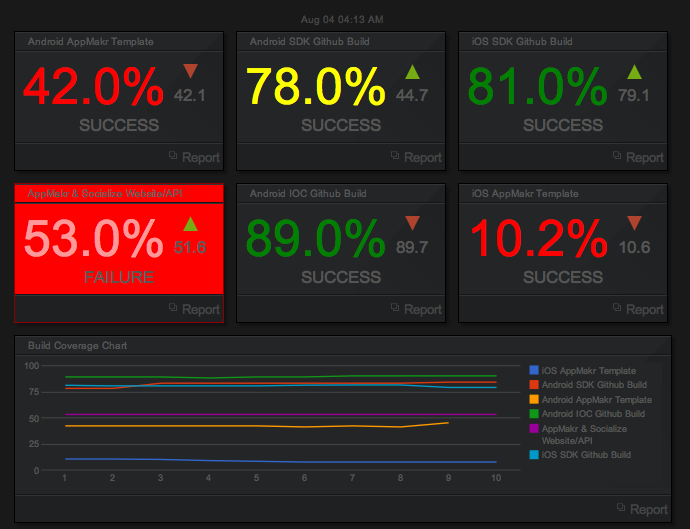 Aug 04 04:13 AM
Android AppMakr Template
42.0%
42.1
SUCCESS
Report
Android SDK Github Build
78.0%
44.7
SUCCESS
Report
iOS SDK Github Build
81.0%
79.1
SUCCESS
Report
AppMakr & Socialize Website/API
53.0%
51.6
FAILURE
Report
Android IOC Github Build
89.0%
89.7
SUCCESS
Report
iOS AppMakr Template
10.2%
10.6
SUCCESS
Report
Build Coverage Chart
100
75
50
25
0
1 2 3 4 5 6 7 8 9 10
iOS AppMakr Template
Android SDK Github Build
Android AppMakr Template
Android IOC Github Build
AppMakr & Socialize
Website/API
iOS SDK Github Build
Report